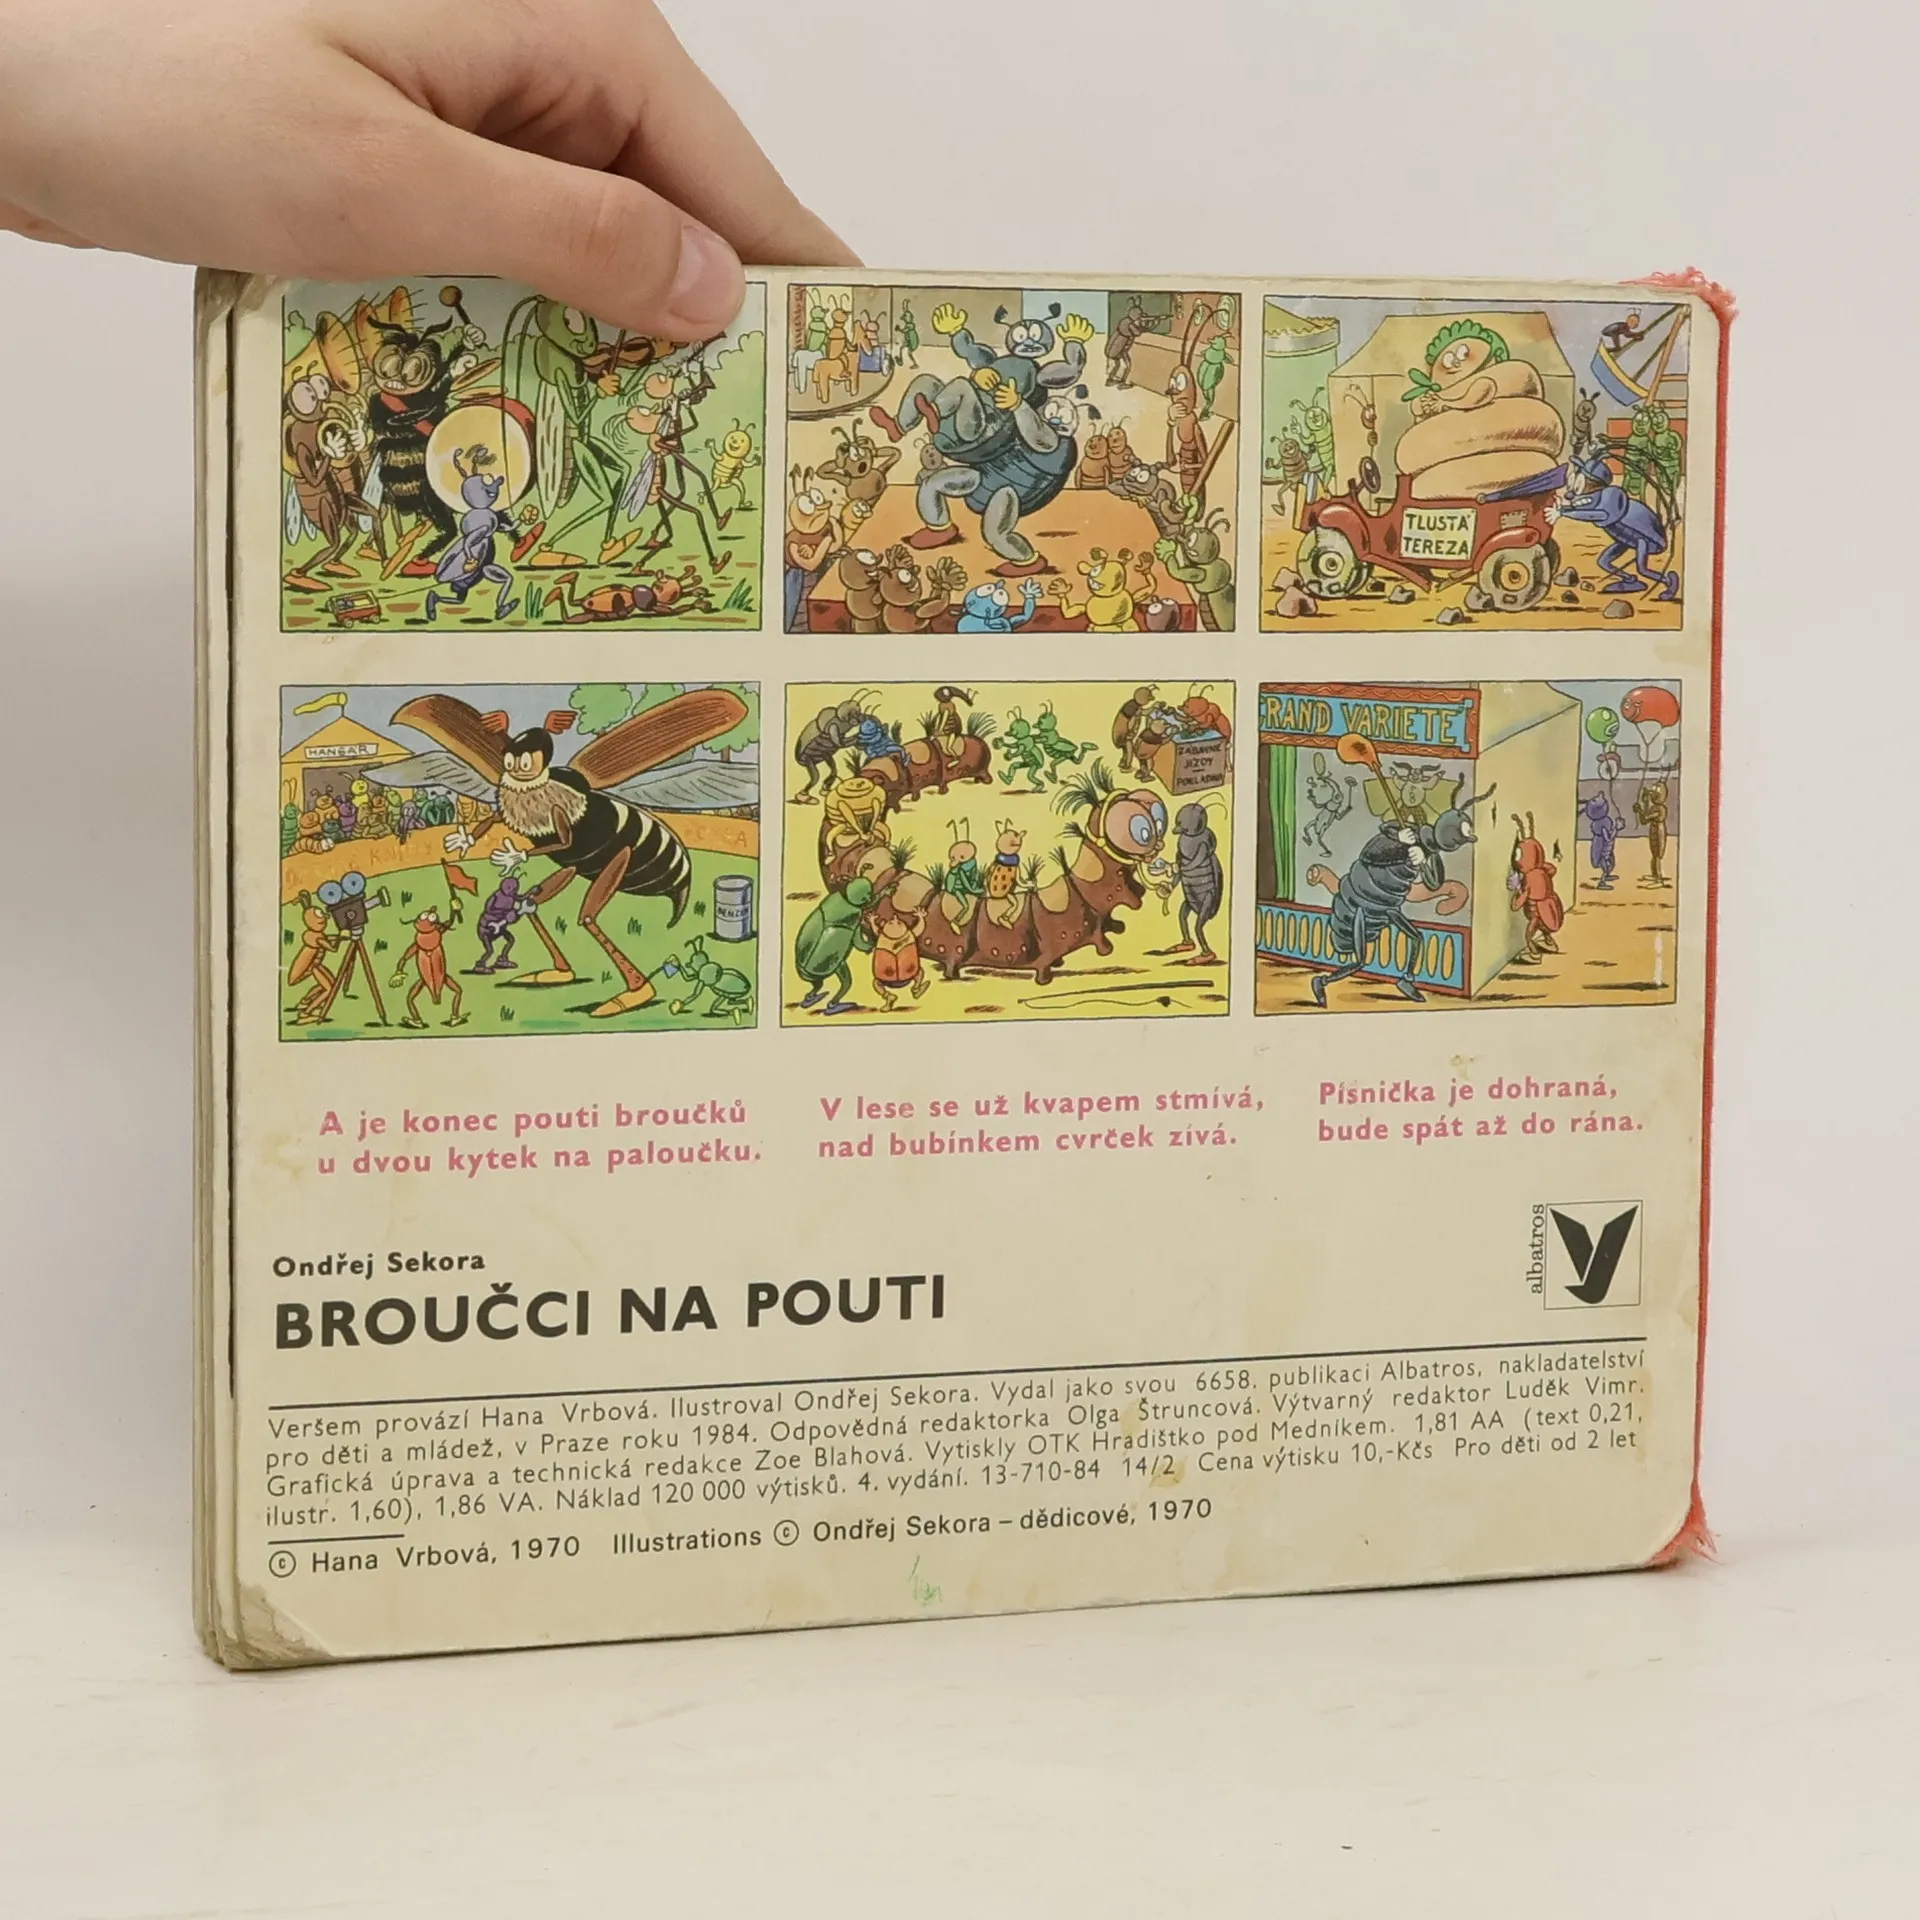 TLUSTÁ
TEREZA
HANGAR
BENZIN
ZÁBAVNÉ
JÍZDY
POKLADNA
GRAND VARIETE
A je konec pouti broučků
u dvou kytek na paloučku.
V lese se už kvapem stmívá,
nad bubínkem cvrček zívá.
Písnička je dohraná,
bude spát až do rána.
albatros
Ondřej Sekora
BROUČCI NA POUTI
Veršem provází Hana Vrbová. Ilustroval Ondřej Sekora. Vydal jako svou 6658. publikaci Albatros, nakladatelství
pro děti a mládež, v Praze roku 1984. Odpovědná redaktorka Olga Štruncová. Výtvarný redaktor Luděk Vimr.
Grafická úprava a technická redakce Zoe Blahová. Vytiskly OTK Hradištko pod Medníkem. 1,81 AA (text 0,21,
ilustr. 1,60), 1,86 VA. Náklad 120 000 výtisků. 4. vydání. 13-710-84 14/2 Cena výtisku 10,-Kčs Pro děti od 2 let
© Hana Vrbová, 1970 Illustrations © Ondřej Sekora – dědicové, 1970